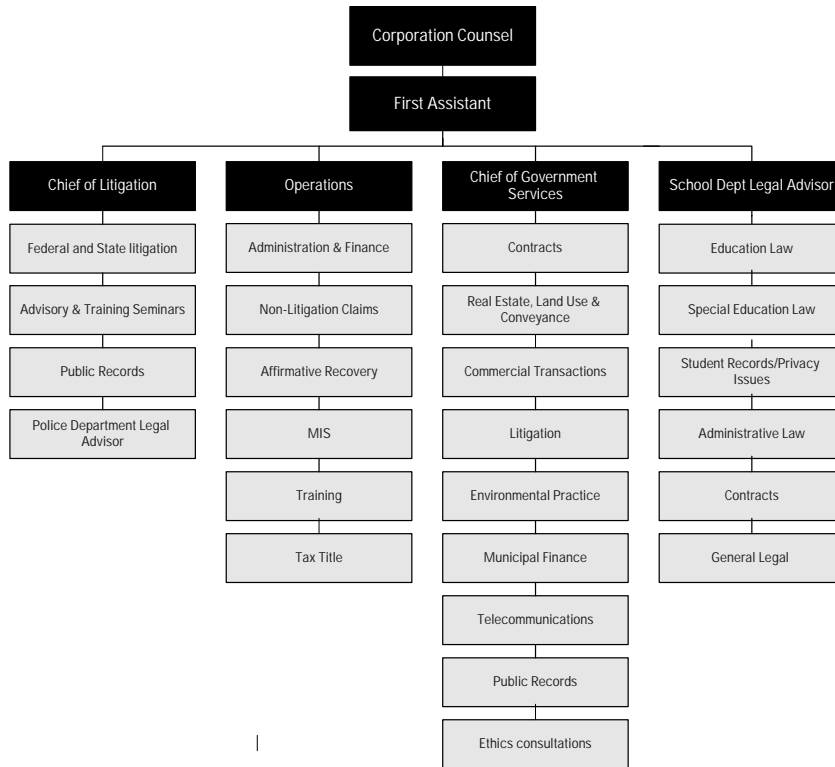 Corporation Counsel
First Assistant
Chief of Litigation
Federal and State litigation
Advisory & Training Seminars
Public Records
Police Department Legal
Advisor
Operations
Administration & Finance
Non-Litigation Claims
Affirmative Recovery
MIS
Training
Tax Title
Chief of Government
Services
Contracts
Real Estate, Land Use &
Conveyance
Commercial Transactions
Litigation
Environmental Practice
Municipal Finance
Telecommunications
Public Records
Ethics consultations
School Dept Legal Advisor
Education Law
Special Education Law
Student Records/Privacy
Issues
Administrative Law
Contracts
General Legal